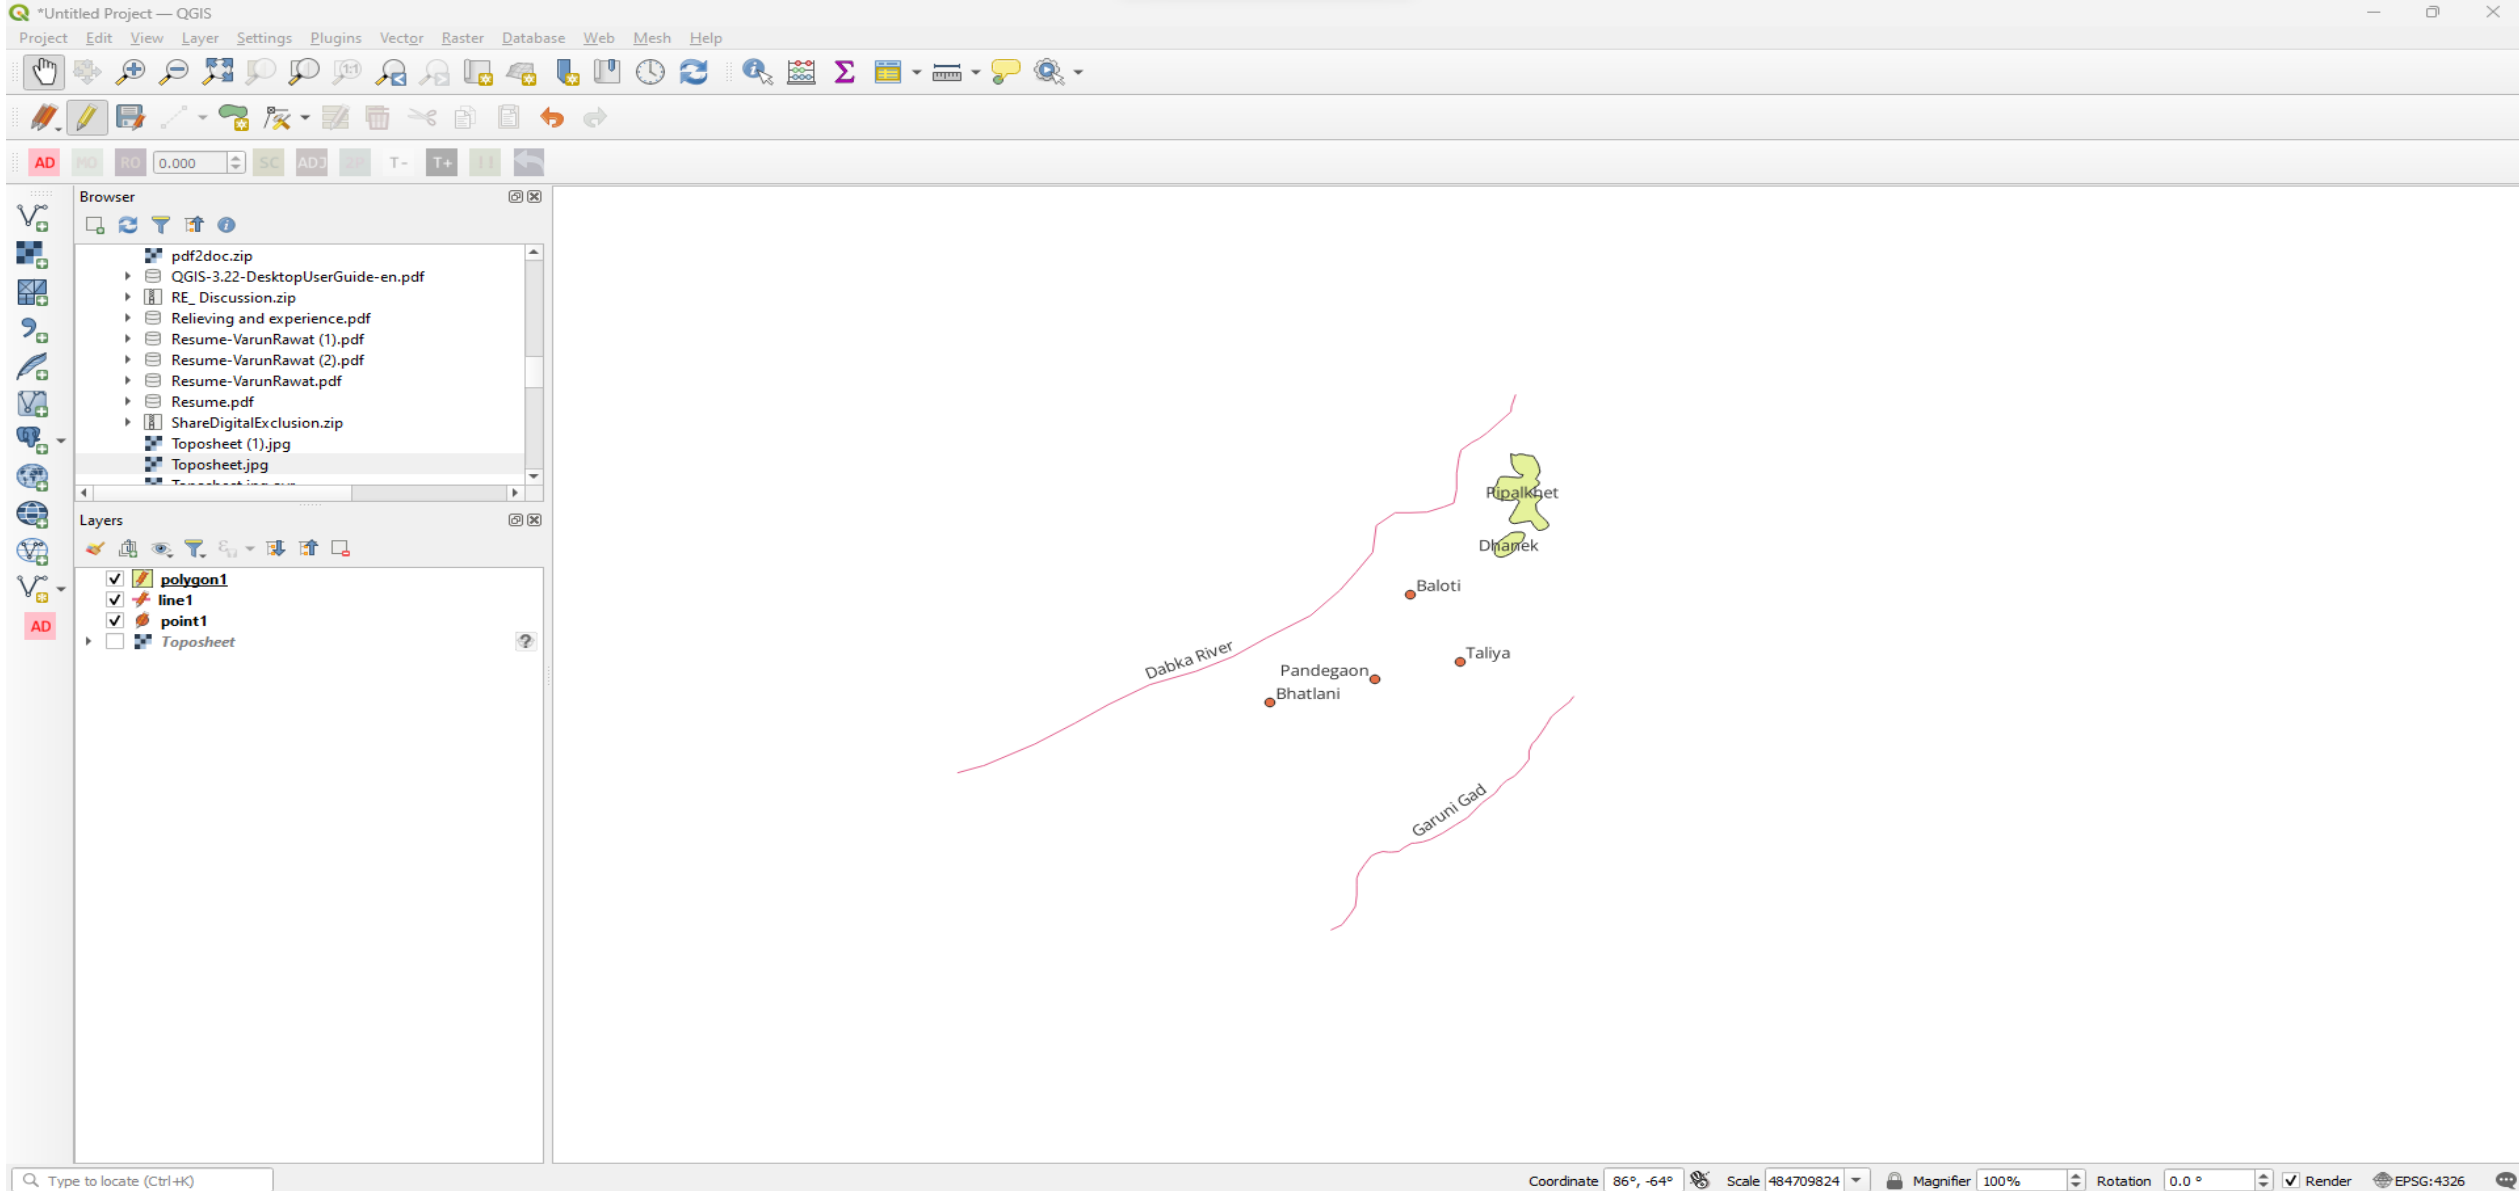 *Untitled Project — QGIS
Project Edit View Layer Settings Plugins Vector Raster Database Web Mesh Help
AD MO RO 0.000 SC ADJ T- T+
Browser
pdf2doc.zip
QGIS-3.22-DesktopUserGuide-en.pdf
RE_ Discussion.zip
Relieving and experience.pdf
Resume-VarunRawat (1).pdf
Resume-VarunRawat (2).pdf
Resume-VarunRawat.pdf
Resume.pdf
ShareDigitalExclusion.zip
Toposheet (1).jpg
Toposheet.jpg
Layers
polygon1
line1
point1
Toposheet
AD
Pipalkhet
Dhanek
Baloti
Taliya
Dabka River
Pandegaon
Bhatlani
Garuni Gad
Type to locate (Ctrl+K)
Coordinate 86°, -64° Scale 484709824 Magnifier 100% Rotation 0.0 ° Render EPSG:4326